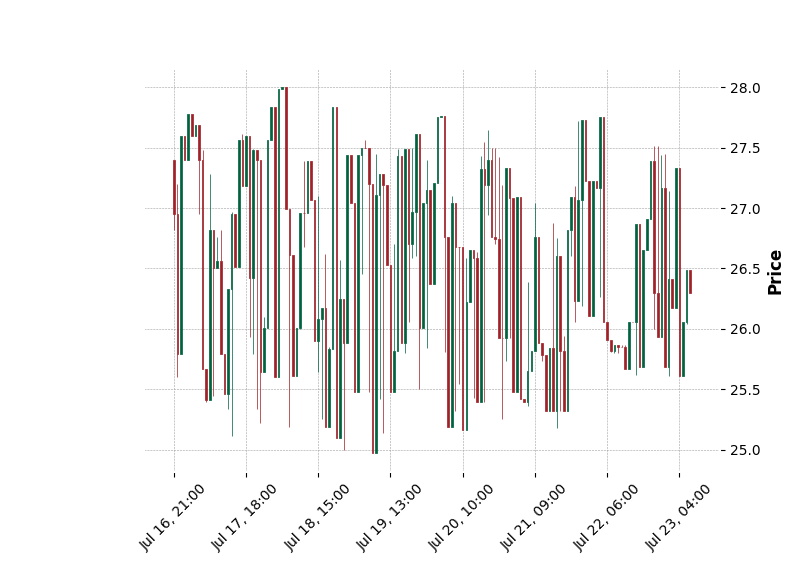 28.0
27.5
27.0
26.5
26.0
25.5
25.0
Price
Jul 16, 21:00
Jul 17, 18:00
Jul 18, 15:00
Jul 19, 13:00
Jul 20, 10:00
Jul 21, 09:00
Jul 22, 06:00
Jul 23, 04:00